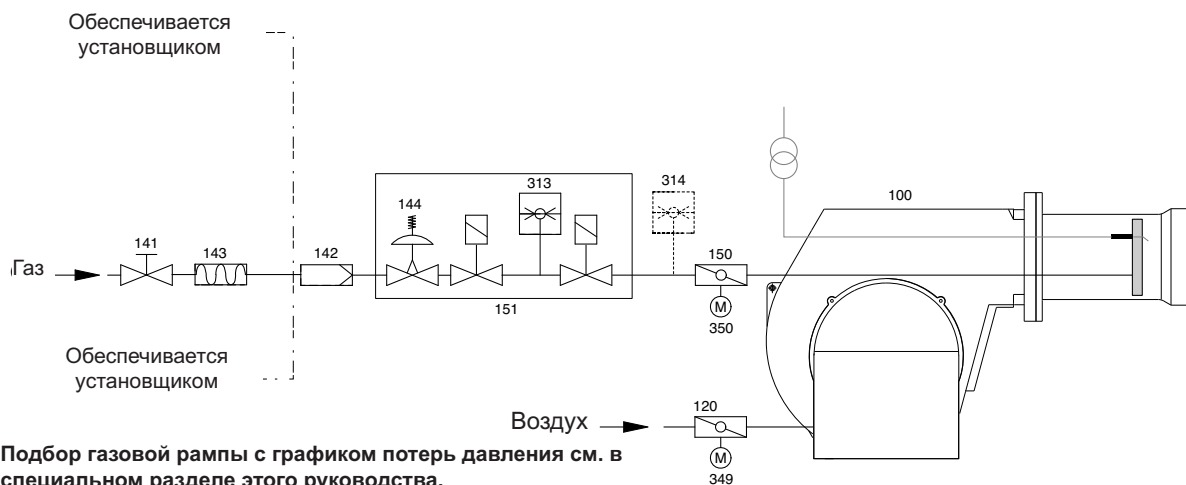 Обеспечивается
установщиком
313
314
100
144
141
143
142
150
Газ
151
M
350
Обеспечивается
установщиком
120
Воздух
M
349
Подбор газовой рампы с графиком потерь давления см. в
специальном разделе этого руководства.